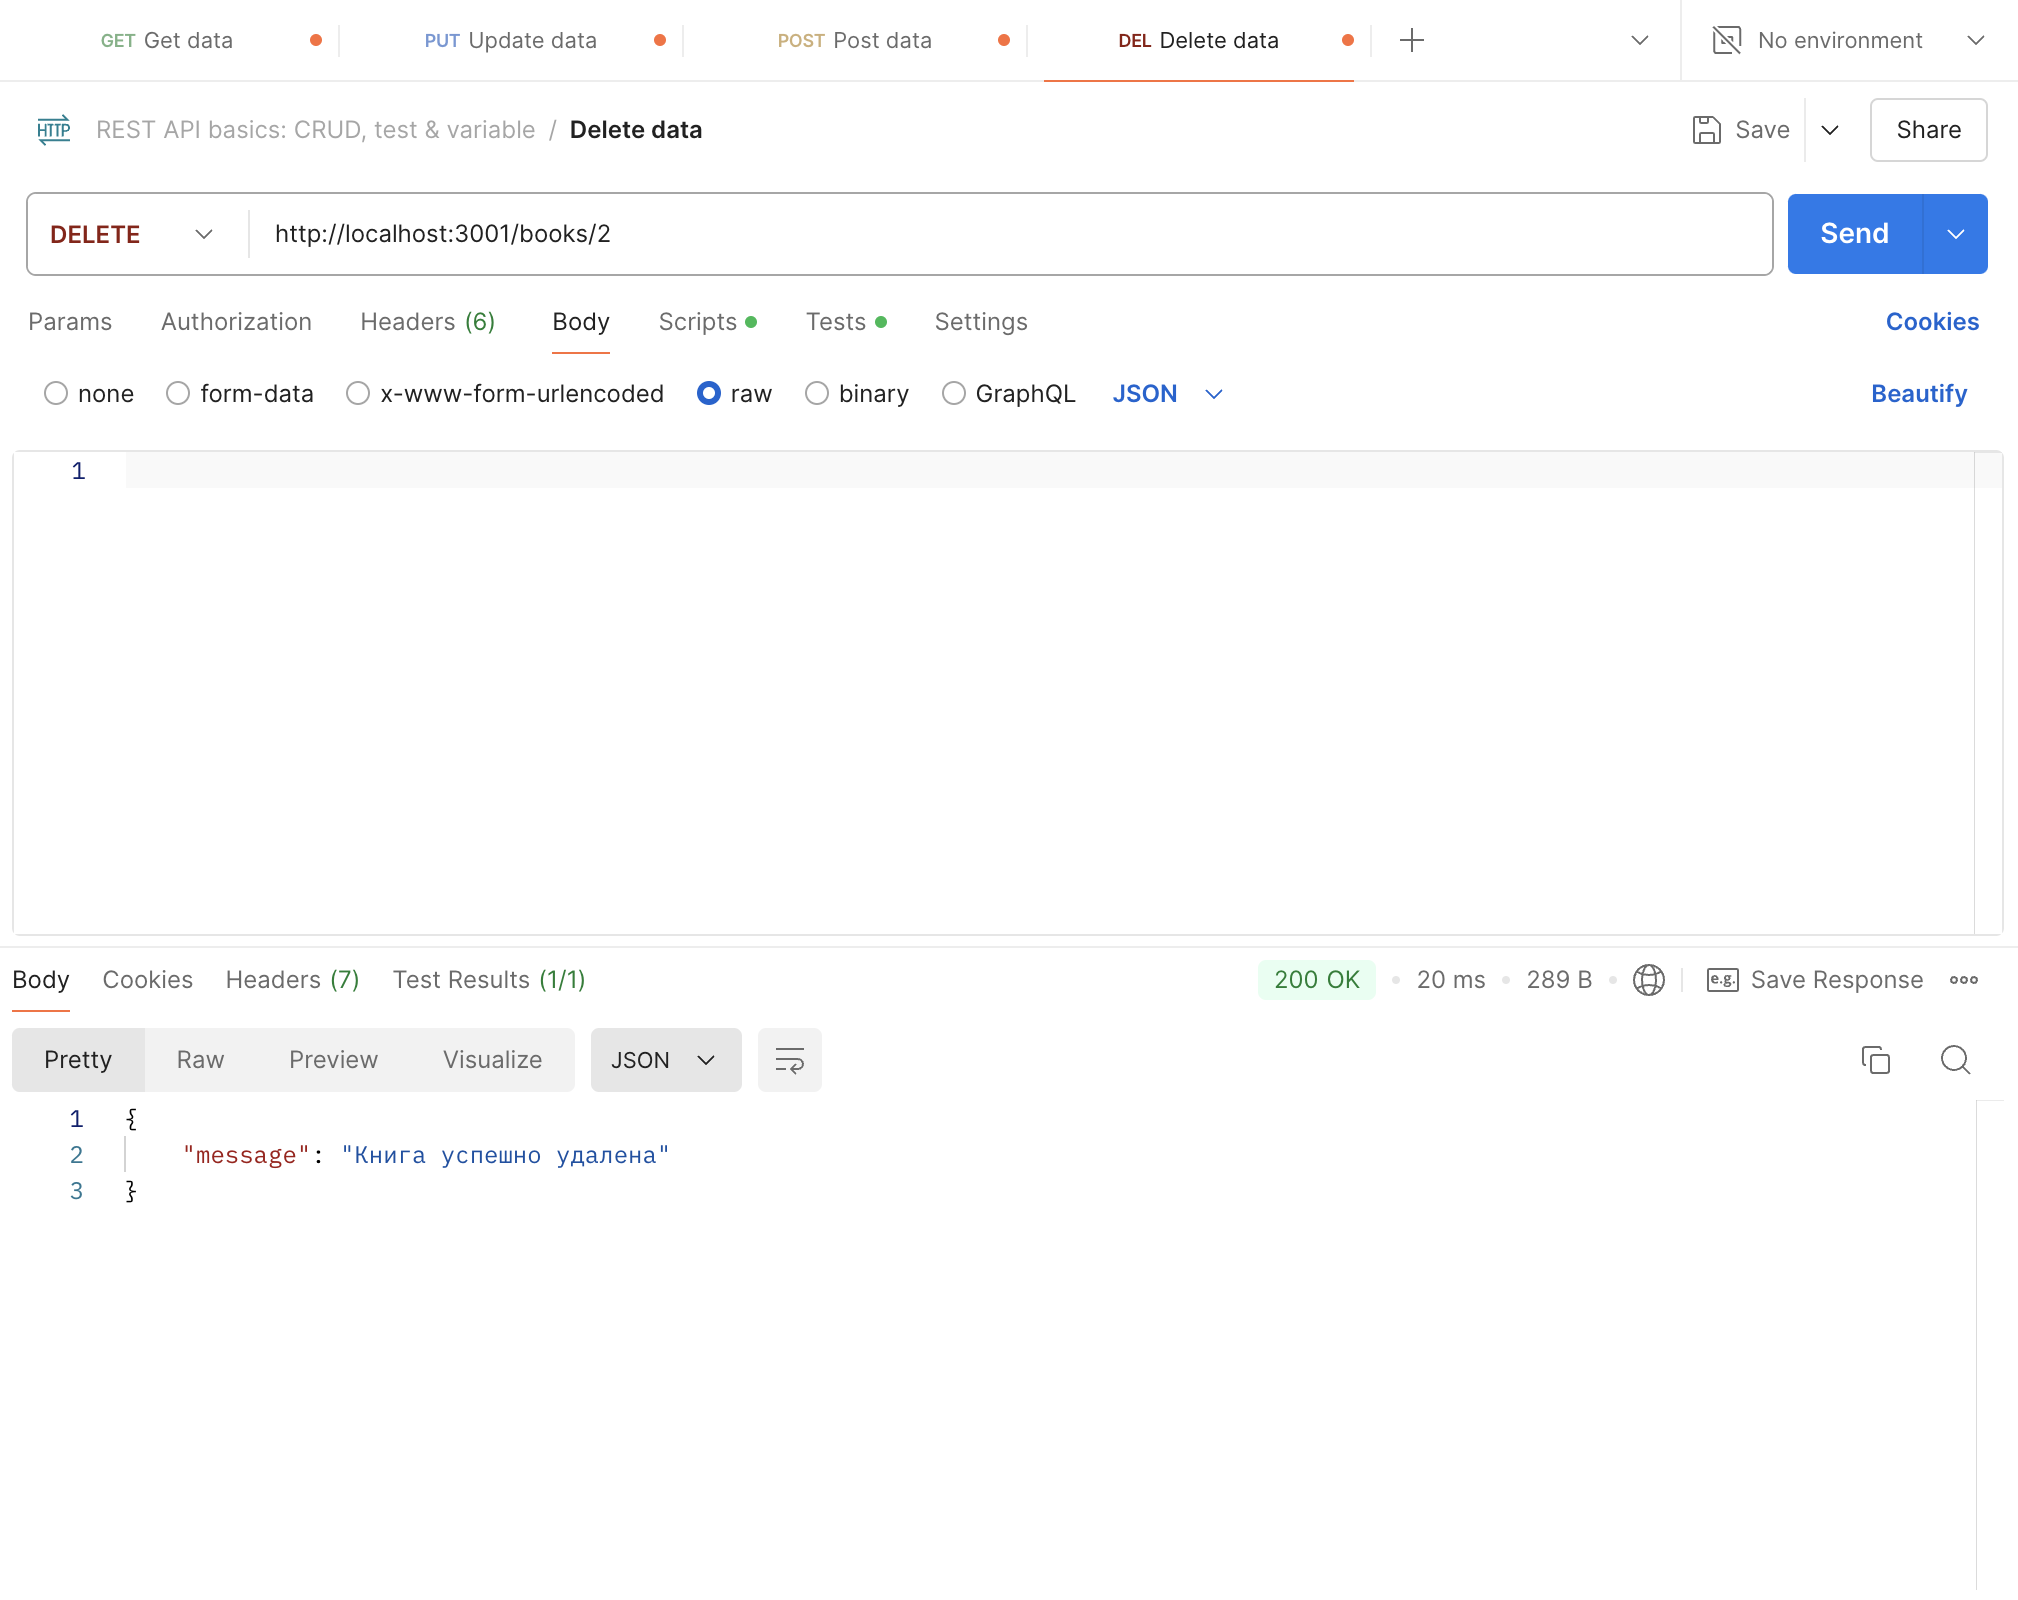 GET Get data PUT Update data POST Post data DEL Delete data No environment
HTTP REST API basics: CRUD, test & variable / Delete data Save Share
DELETE http://localhost:3001/books/2 Send
Params Authorization Headers (6) Body Scripts Tests Settings Cookies
none form-data x-www-form-urlencoded raw binary GraphQL JSON Beautify
1
Body Cookies Headers (7) Test Results (1/1) 200 OK 20 ms 289 B e.g. Save Response
Pretty Raw Preview Visualize JSON
1 {
2 "message": "Книга успешно удалена"
3 }